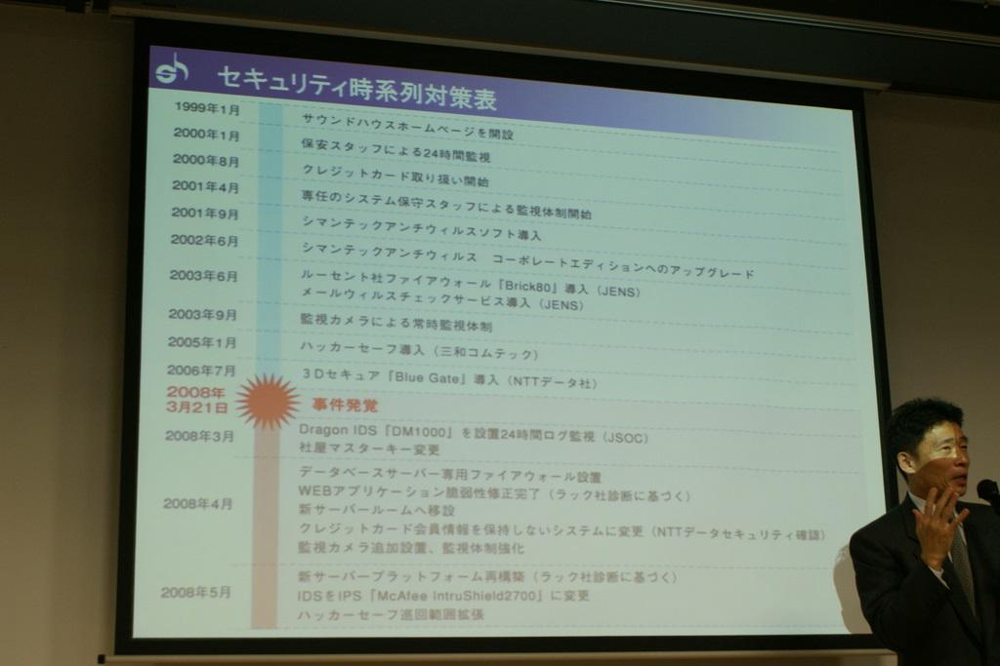 sh
セキュリティ時系列対策表
1999年1月 サウンドハウスホームページを開設
2000年1月 保安スタッフによる24時間監視
2000年8月 クレジットカード取り扱い開始
2001年4月 専任のシステム保守スタッフによる監視体制開始
2001年9月 シマンテックアンチウィルスソフト導入
2002年6月 シマンテックアンチウィルス コーポレートエディションへのアップグレード
2003年6月 ルーセント社ファイアウォール『Brick80』導入（JENS）
メールウィルスチェックサービス導入（JENS）
2003年9月 監視カメラによる常時監視体制
2005年1月 ハッカーセーフ導入（三和コムテック）
2006年7月 3Dセキュア『Blue Gate』導入（NTTデータ社）
2008年
3月21日 事件発覚
2008年3月 Dragon IDS『DM1000』を設置24時間ログ監視（JSOC）
社屋マスターキー変更
2008年4月 データベースサーバー専用ファイアウォール設置
WEBアプリケーション脆弱性修正完了（ラック社診断に基づく）
新サーバールームへ移設
クレジットカード会員情報を保持しないシステムに変更（NTTデータセキュリティ確認）
監視カメラ追加設置、監視体制強化
2008年5月 新サーバープラットフォーム再構築（ラック社診断に基づく）
IDSをIPS『McAfee IntruShield2700』に変更
ハッカーセーフ巡回範囲拡張